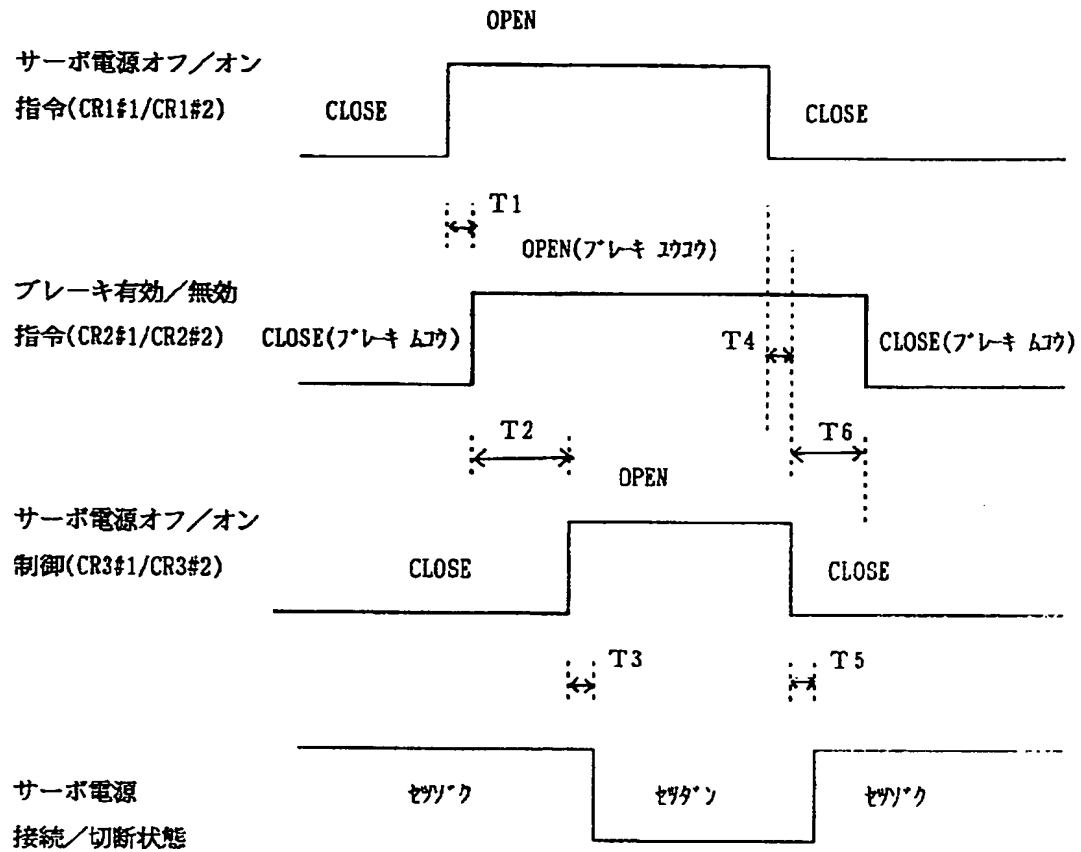 OPEN
サーボ電源オフ／オン
指令(CR1#1/CR1#2)
CLOSE
CLOSE
T1
OPEN(ﾌﾞﾚｰｷ ﾕｳｺｳ)
ブレーキ有効／無効
指令(CR2#1/CR2#2)
CLOSE(ﾌﾞﾚｰｷ ﾑｺｳ)
T4
CLOSE(ﾌﾞﾚｰｷ ﾑｺｳ)
T2
T6
OPEN
サーボ電源オフ／オン
制御(CR3#1/CR3#2)
CLOSE
CLOSE
T3
T5
サーボ電源
接続／切断状態
ｾﾂｿﾞｸ
ｾﾂﾀﾞﾝ
ｾﾂｿﾞｸ